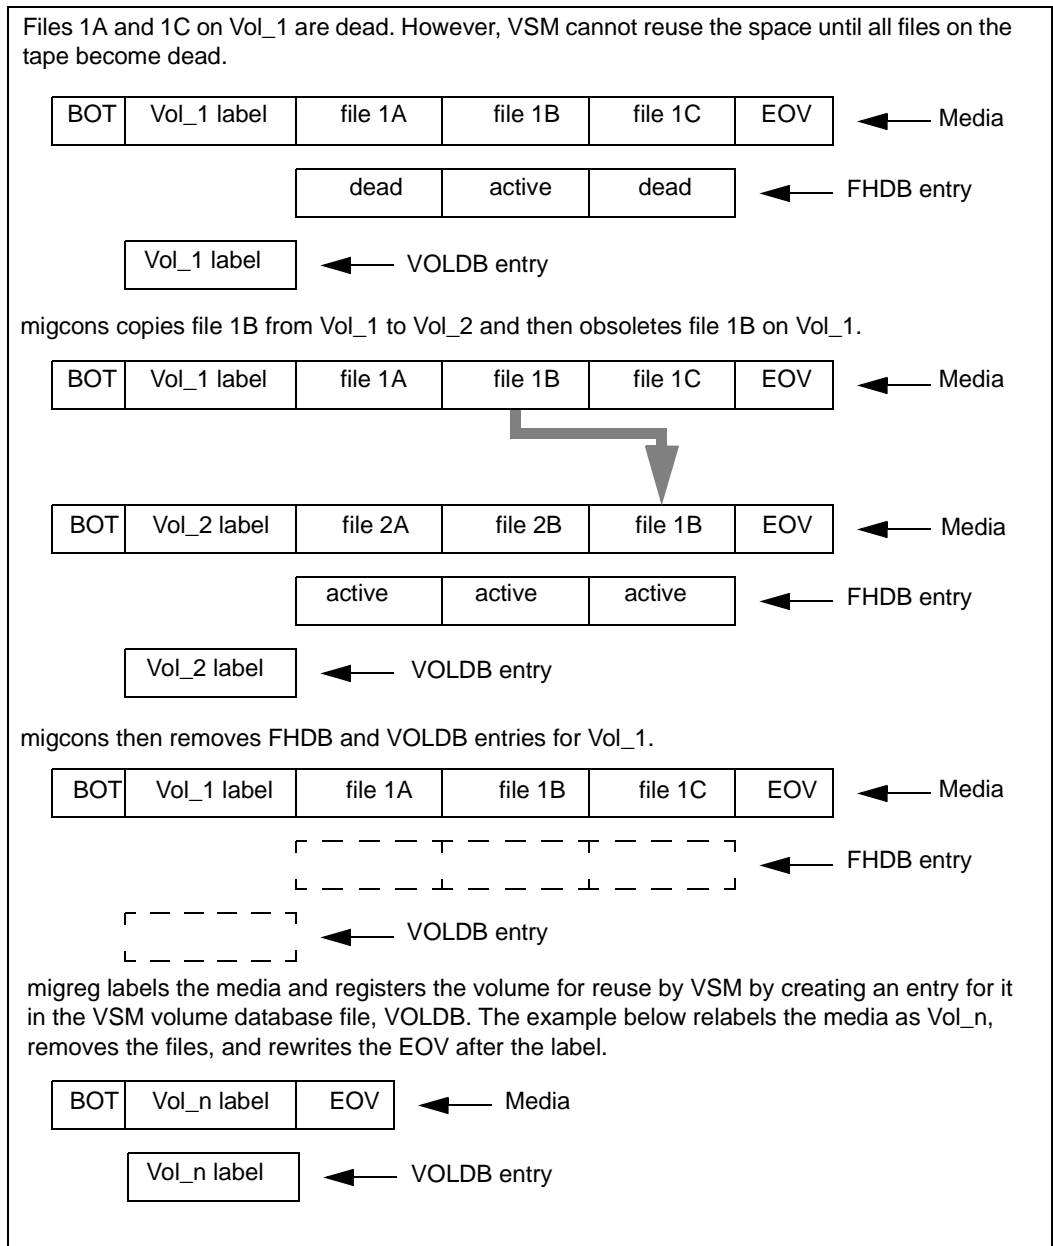 Files 1A and 1C on Vol_1 are dead. However, VSM cannot reuse the space until all files on the
tape become dead.
BOT Vol_1 label file 1A file 1B file 1C EOV Media
dead active dead FHDB entry
Vol_1 label VOLDB entry
migcons copies file 1B from Vol_1 to Vol_2 and then obsoletes file 1B on Vol_1.
BOT Vol_1 label file 1A file 1B file 1C EOV Media
BOT Vol_2 label file 2A file 2B file 1B EOV Media
active active active FHDB entry
Vol_2 label VOLDB entry
migcons then removes FHDB and VOLDB entries for Vol_1.
BOT Vol_1 label file 1A file 1B file 1C EOV Media
FHDB entry
VOLDB entry
migreg labels the media and registers the volume for reuse by VSM by creating an entry for it
in the VSM volume database file, VOLDB. The example below relabels the media as Vol_n,
removes the files, and rewrites the EOV after the label.
BOT Vol_n label EOV Media
Vol_n label VOLDB entry